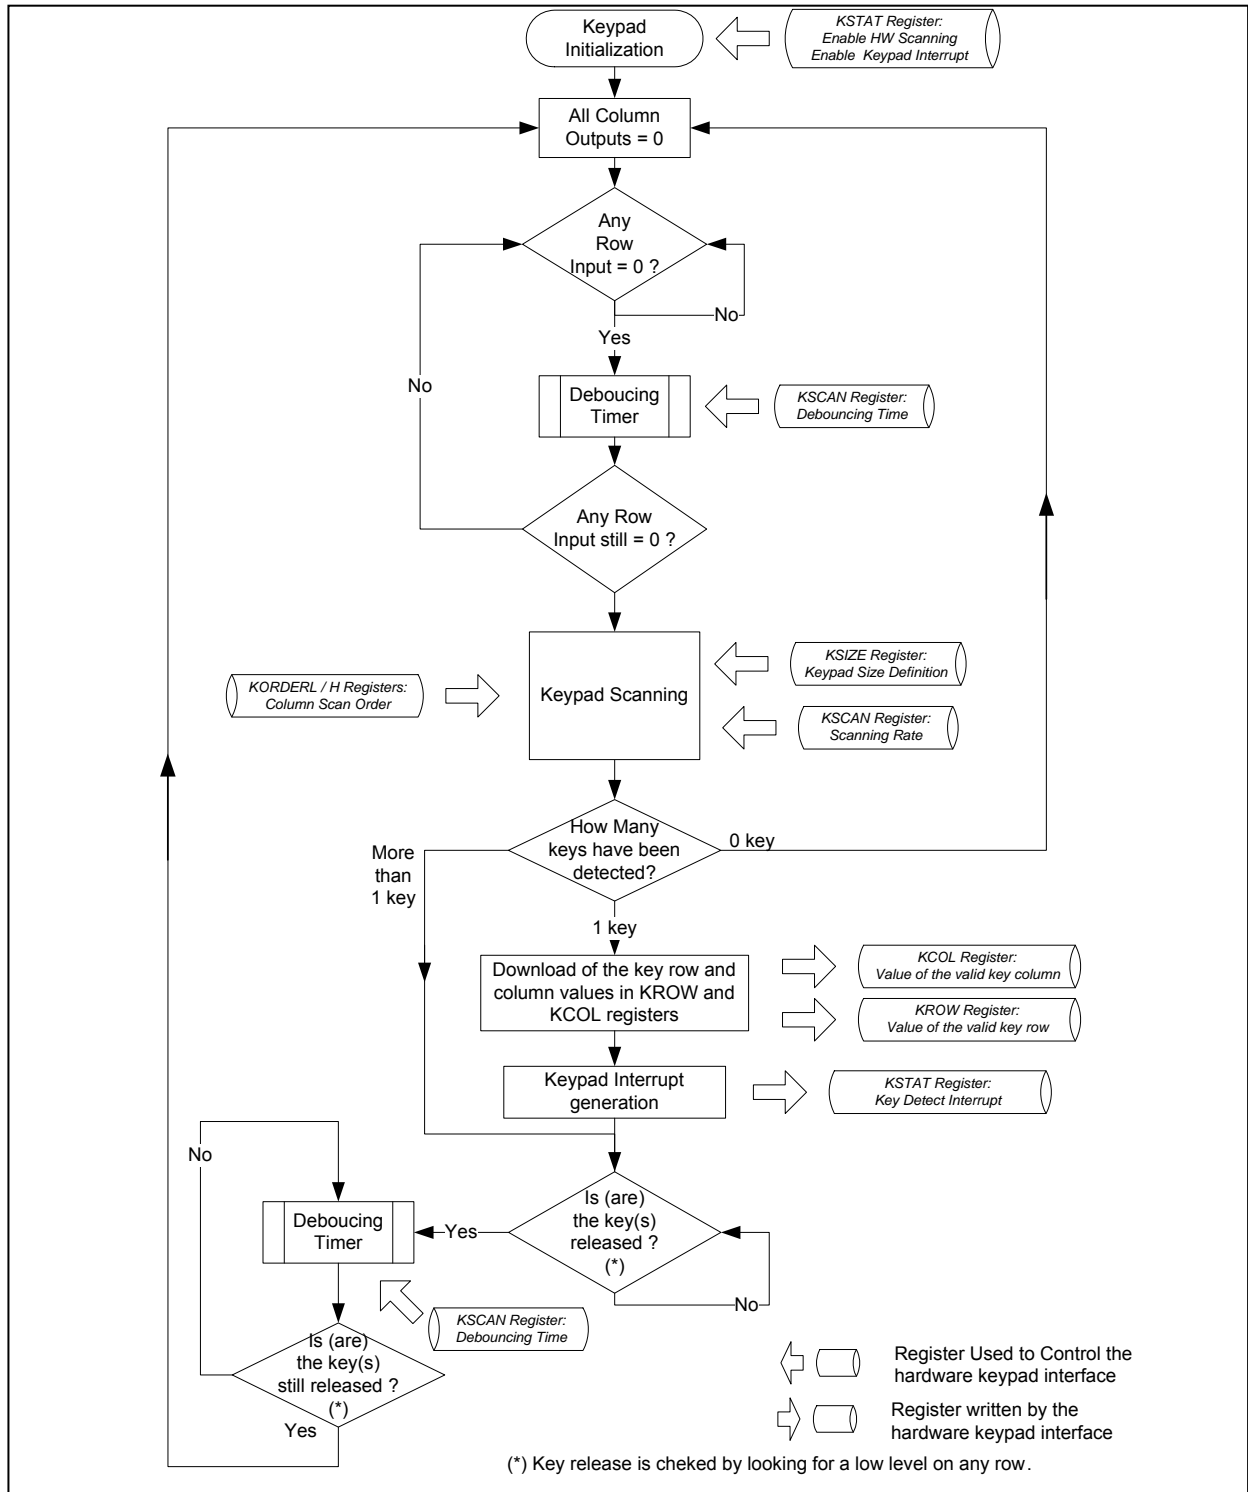 Keypad
Initialization
KSTAT Register:
Enable HW Scanning
Enable Keypad Interrupt
All Column
Outputs = 0
Any
Row
Input = 0 ?
No
Yes
No
Deboucing
Timer
KSCAN Register:
Debouncing Time
Any Row
Input still = 0 ?
KORDERL / H Registers:
Column Scan Order
Keypad Scanning
KSIZE Register:
Keypad Size Definition
KSCAN Register:
Scanning Rate
How Many
keys have been
detected?
0 key
More
than
1 key
1 key
Download of the key row and
column values in KROW and
KCOL registers
KCOL Register:
Value of the valid key column
KROW Register:
Value of the valid key row
Keypad Interrupt
generation
KSTAT Register:
Key Detect Interrupt
No
Deboucing
Timer
Yes
Is (are)
the key(s)
released ?
(*)
No
KSCAN Register:
Debouncing Time
Is (are)
the key(s)
still released ?
(*)
Yes
Register Used to Control the
hardware keypad interface
Register written by the
hardware keypad interface
(*) Key release is cheked by looking for a low level on any row.